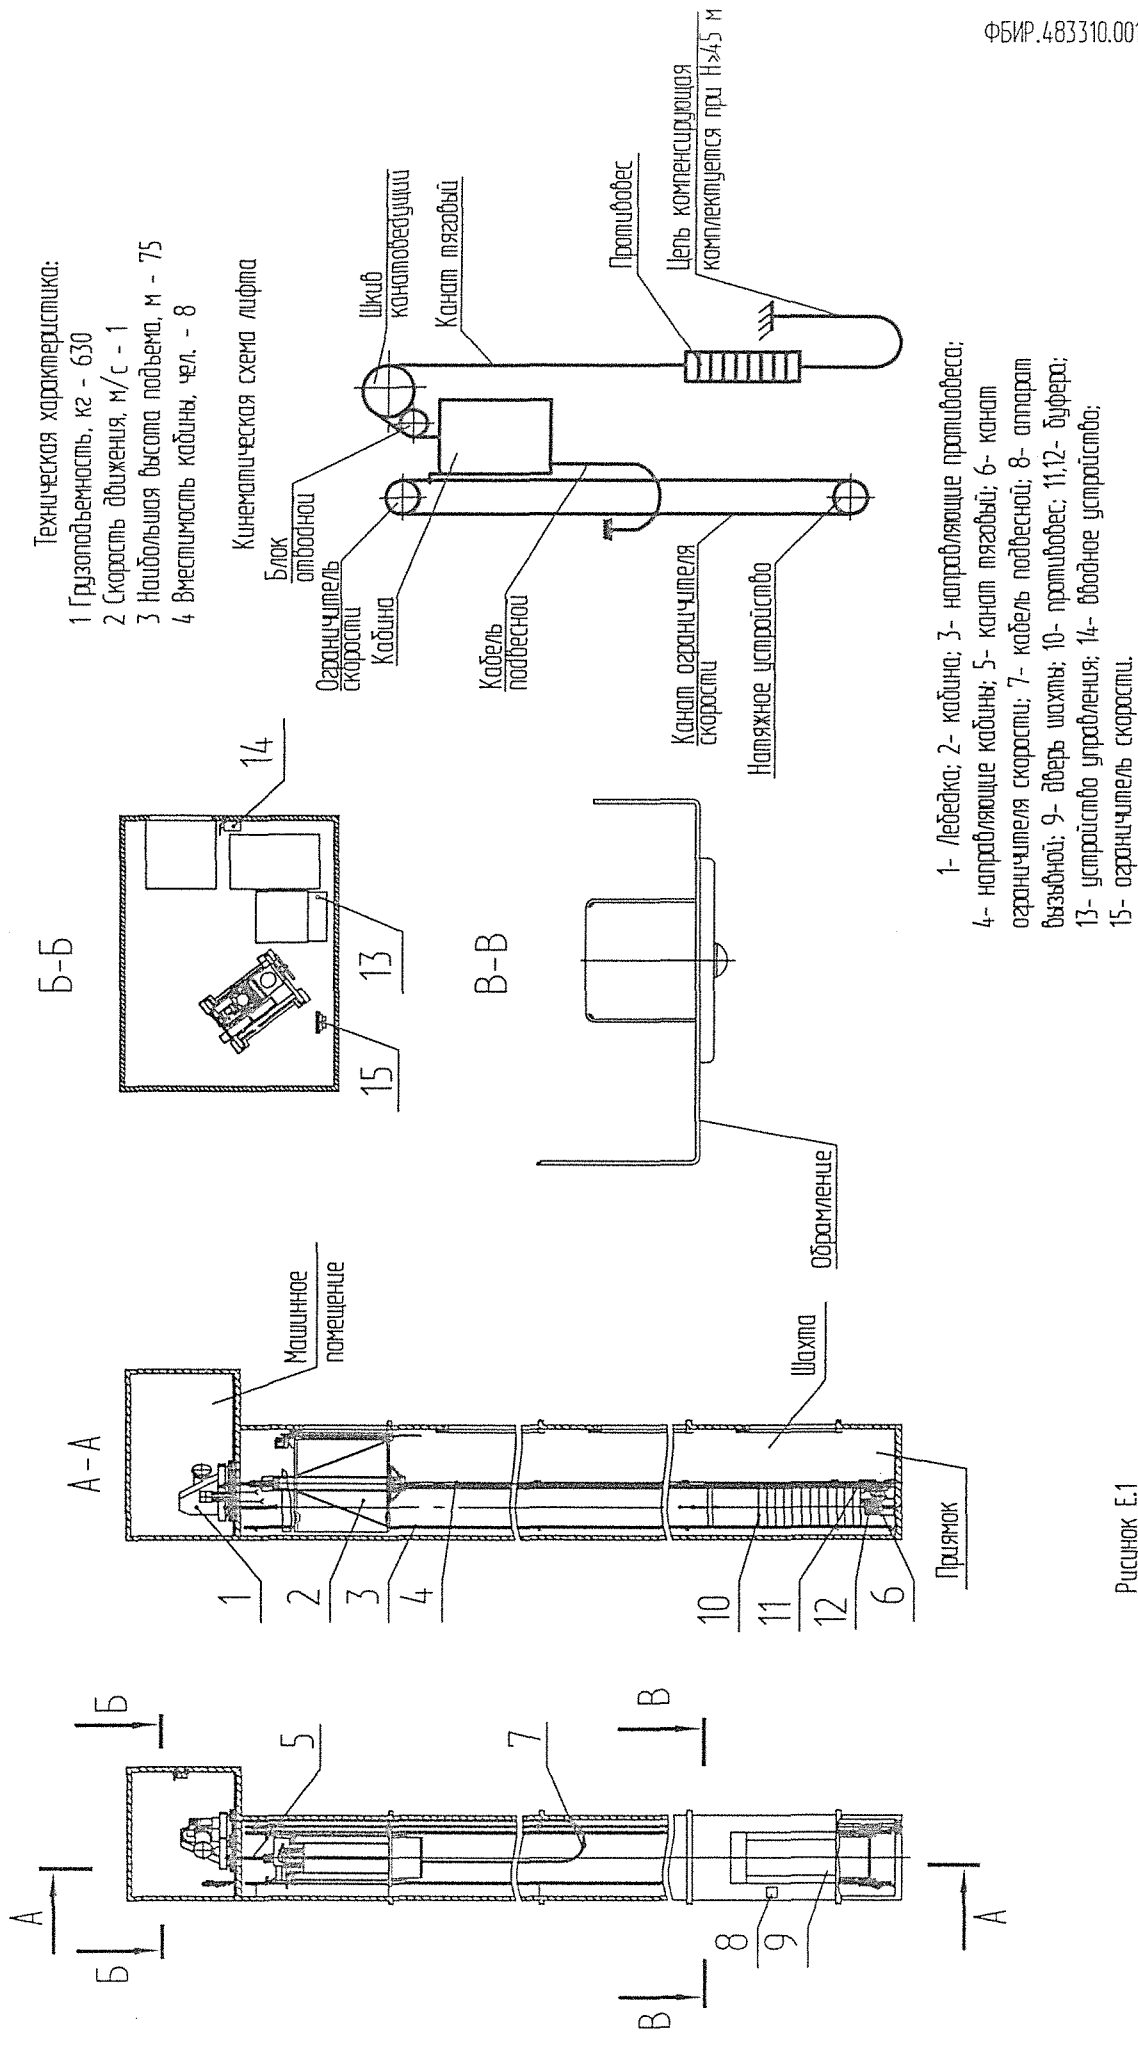 ФБИР.483310.001
Техническая характеристика:
1 Грузоподъемность, кг - 630
2 Скорость движения, м/с - 1
3 Наибольшая высота подъема, м - 75
4 Вместимость кабины, чел. - 8
Кинематическая схема лифта
Блок
отводной
Ограничитель
скорости
Кабина
Кабель
подвесной
Канат ограничителя
скорости
Натяжное устройство
Шкив
канатоведущий
Канат тяговый
Противовес
Цепь компенсирующая
комплектуется при H≥45 м
А-А
Машинное
помещение
Шахта
Приямок
1
2
3
4
10
11
12
6
Б-Б
13
14
15
В-В
Обрамление
А
А
Б
Б
В
В
5
7
8
9
1- Лебедка; 2- кабина; 3- направляющие противовеса;
4- направляющие кабины; 5- канат тяговый; 6- канат
ограничителя скорости; 7- кабель подвесной; 8- аппарат
вызывной; 9- дверь шахты; 10- противовес; 11,12- буфера;
13- устройство управления; 14- вводное устройство;
15- ограничитель скорости.
Рисунок Е.1